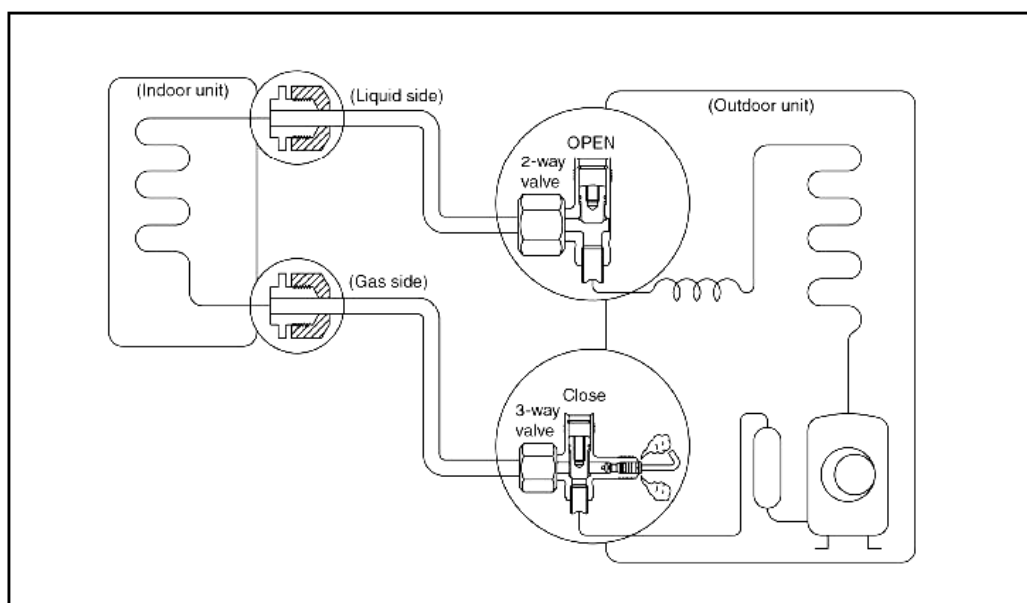 (Indoor unit)
(Liquid side)
(Outdoor unit)
OPEN
2-way
valve
(Gas side)
Close
3-way
valve